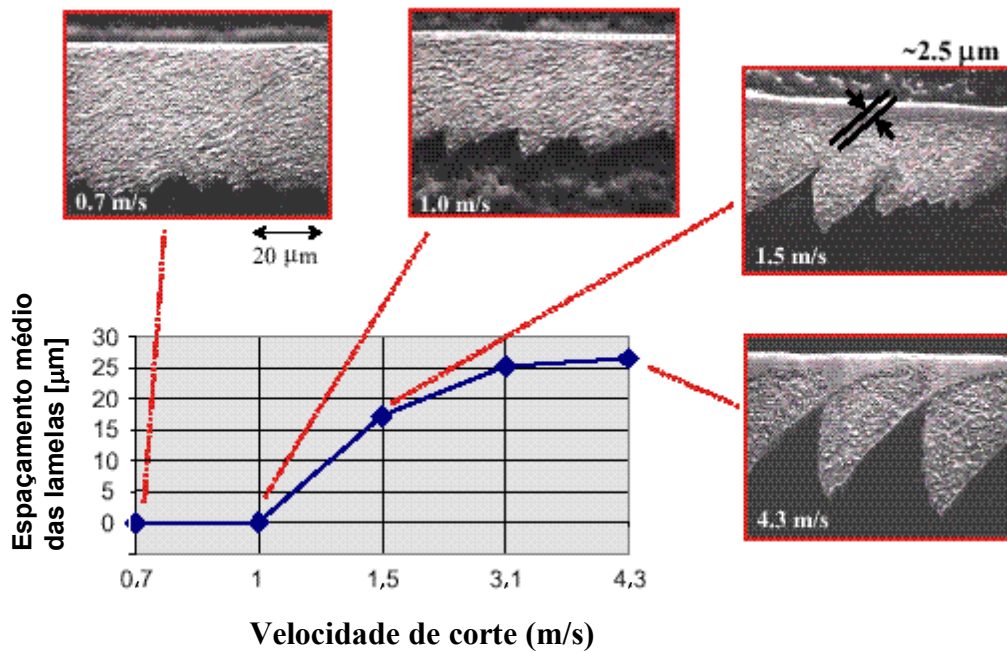 ~2.5 µm
0.7 m/s
1.0 m/s
1.5 m/s
20 µm
4.3 m/s
Espaçamento médio
das lamelas [µm]
30
25
20
15
10
5
0
0,7 1 1,5 3,1 4,3
Velocidade de corte (m/s)